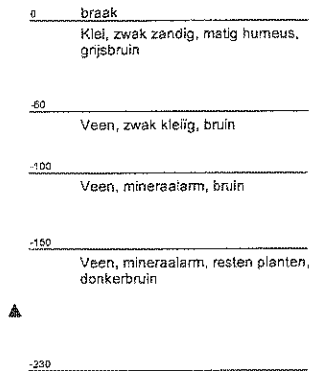 0 braak
Klei, zwak zandig, matig humeus,
grijsbruin
-60
Veen, zwak kleiïg, bruin
-100
Veen, mineraalarm, bruin
-150
Veen, mineraalarm, resten planten,
donkerbruin
-230